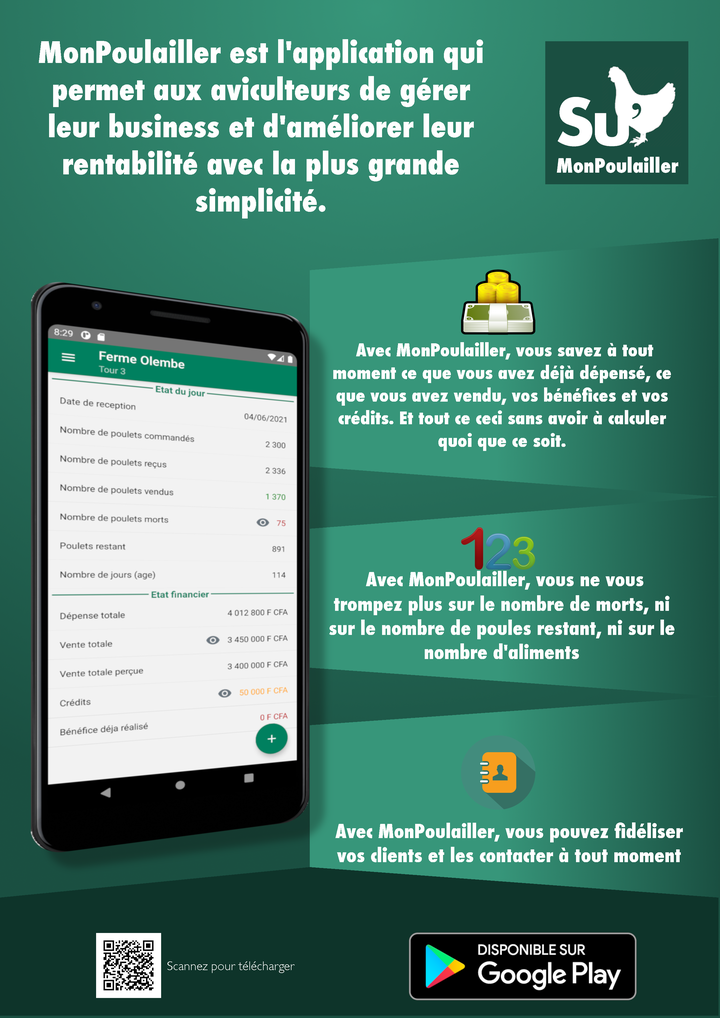 MonPoulailler est l'application qui
permet aux aviculteurs de gérer
leur business et d'améliorer leur
rentabilité avec la plus grande
simplicité.
Su
MonPoulailler
8:29
Ferme Olembe
Tour 3
Etat du jour
Date de reception 04/06/2021
Nombre de poulets commandés 2 300
Nombre de poulets reçus 2 336
Nombre de poulets vendus 1 370
Nombre de poulets morts 75
Poulets restant 891
Nombre de jours (age) 114
Etat financier
Dépense totale 4 012 800 F CFA
Vente totale 3 450 000 F CFA
Vente totale perçue 3 400 000 F CFA
Crédits 50 000 F CFA
Bénéfice déja réalisé 0 F CFA
+
Avec MonPoulailler, vous savez à tout
moment ce que vous avez déjà dépensé, ce
que vous avez vendu, vos bénéfices et vos
crédits. Et tout ce ceci sans avoir à calculer
quoi que ce soit.
123
Avec MonPoulailler, vous ne vous
trompez plus sur le nombre de morts, ni
sur le nombre de poules restant, ni sur le
nombre d'aliments
Avec MonPoulailler, vous pouvez fidéliser
vos clients et les contacter à tout moment
Scannez pour télécharger
DISPONIBLE SUR
Google Play